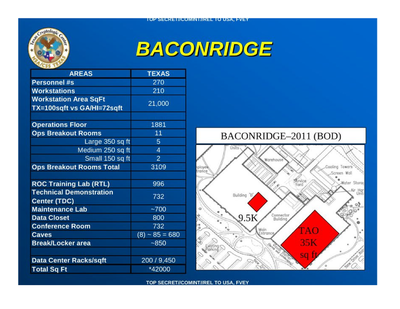 TOP SECRET//COMINT//REL TO USA, FVEY
BACONRIDGE
AREAS TEXAS
Personnel #s 270
Workstations 210
Workstation Area SqFt
TX=100sqft vs GA/HI=72sqft 21,000
Operations Floor 1881
Ops Breakout Rooms 11
Large 350 sq ft 5
Medium 250 sq ft 4
Small 150 sq ft 2
Ops Breakout Rooms Total 3109
ROC Training Lab (RTL) 996
Technical Demonstration
Center (TDC) 732
Maintenance Lab ~700
Data Closet 800
Conference Room 732
Caves (8) ~ 85 = 680
Break/Locker area ~850
Data Center Racks/sqft 200 / 9,450
Total Sq Ft *42000
BACONRIDGE–2011 (BOD)
Warehouse
Cooling Towers
Screen Wall
Building
9.5K
Connector
Building
Main
Entrance
TAO
35K
sq ft
TOP SECRET//COMINT//REL TO USA, FVEY